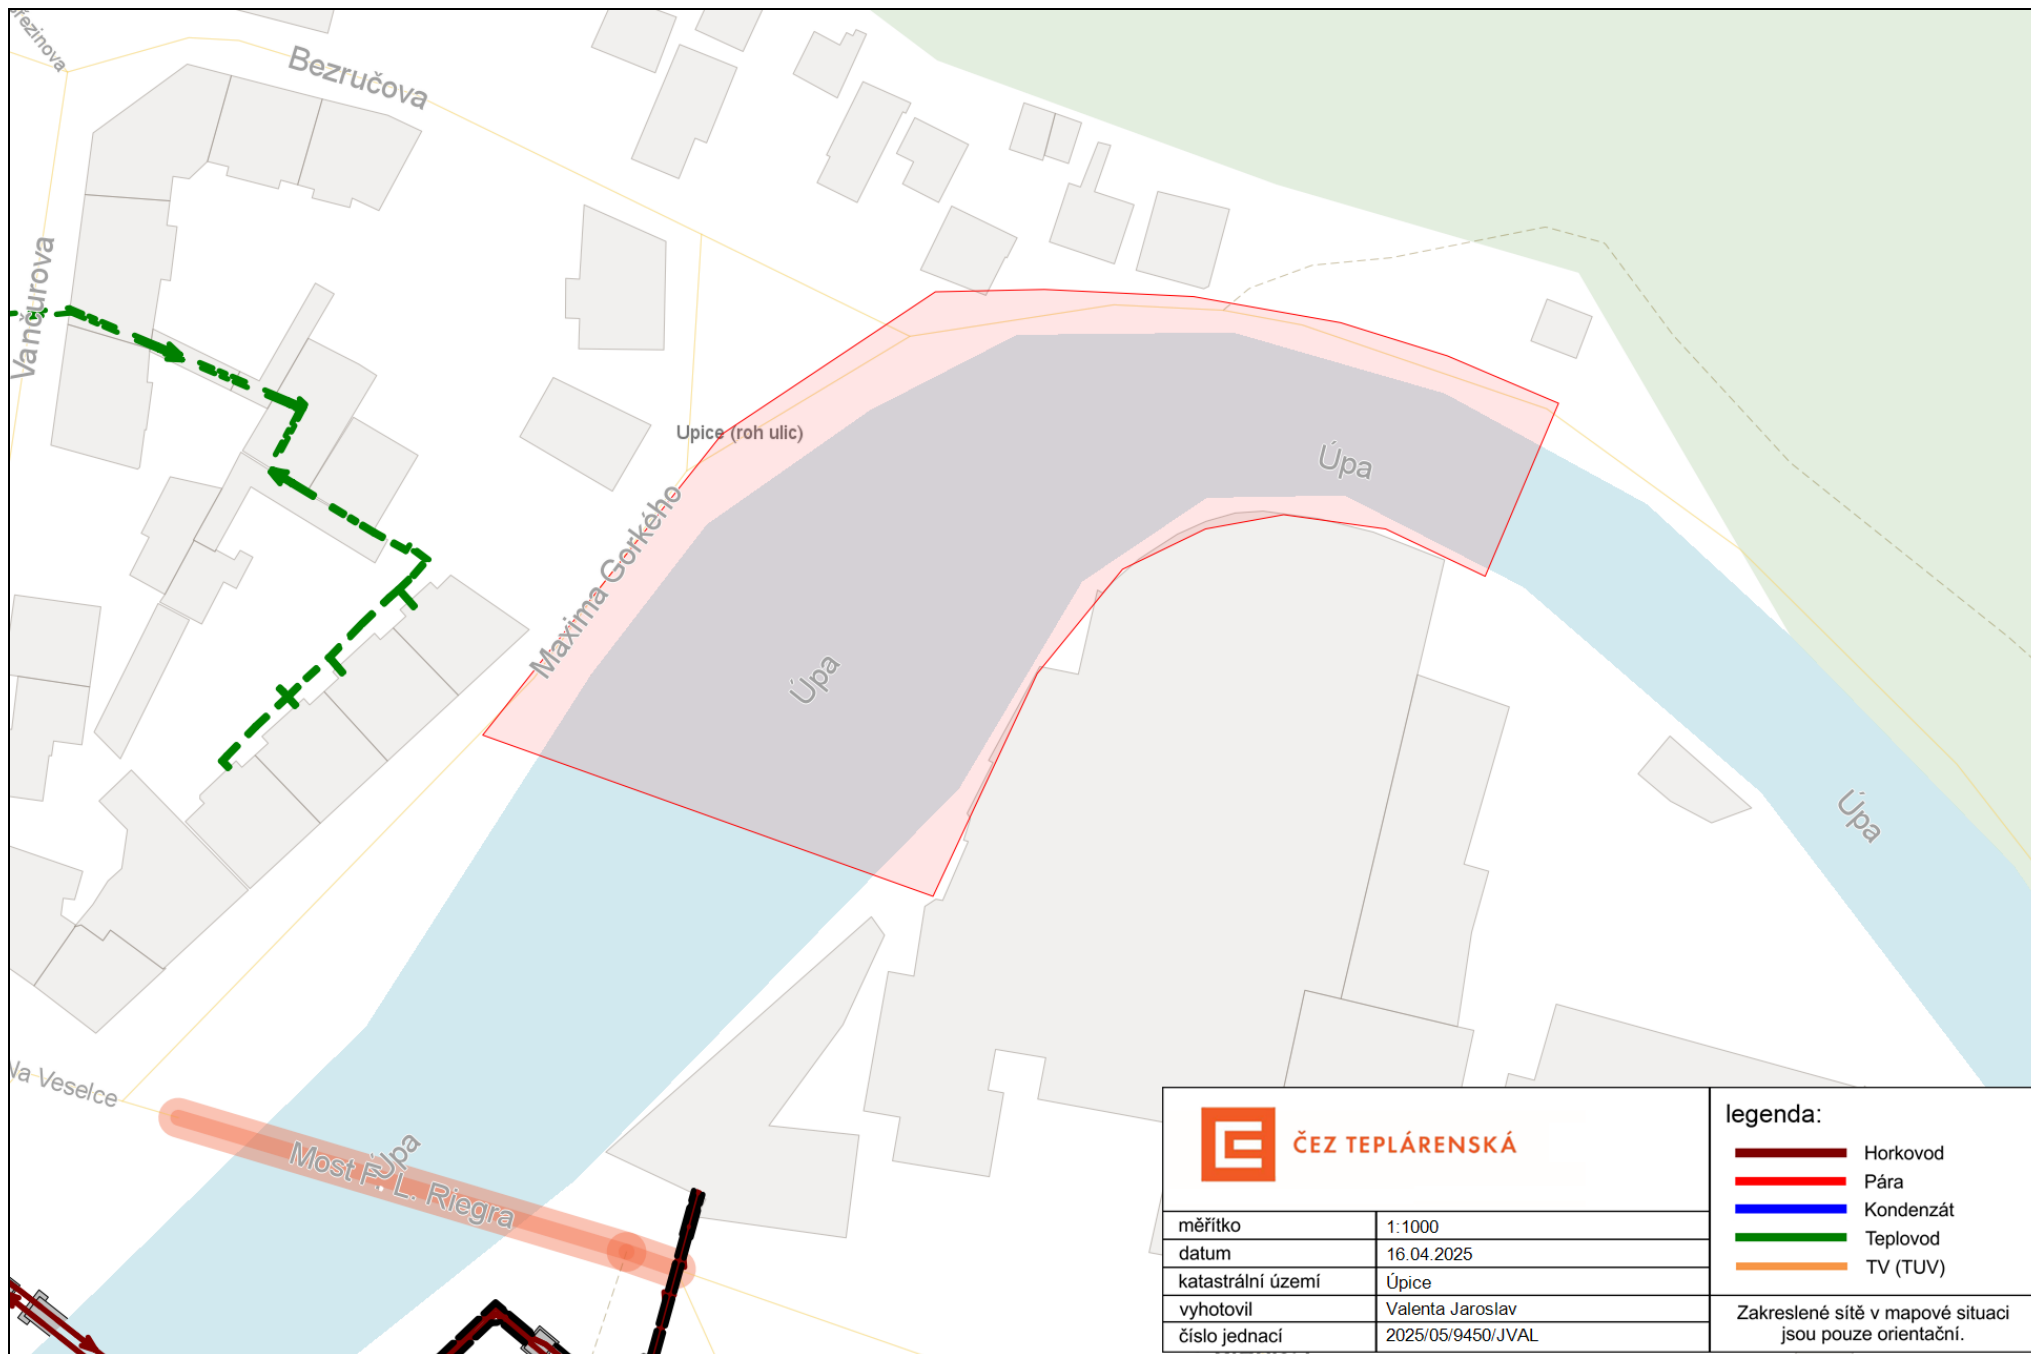 Bezručova
Vančurova
Upice (roh ulic)
Maxima Gorkého
Úpa
Úpa
Úpa
Na Veselce
Úpa
Most F. L. Riegra
ČEZ TEPLÁRENSKÁ
měřítko 1:1000
datum 16.04.2025
katastrální území Úpice
vyhotovil Valenta Jaroslav
číslo jednací 2025/05/9450/JVAL
legenda:
Horkovod
Pára
Kondenzát
Teplovod
TV (TUV)
Zakreslené sítě v mapové situaci
jsou pouze orientační.